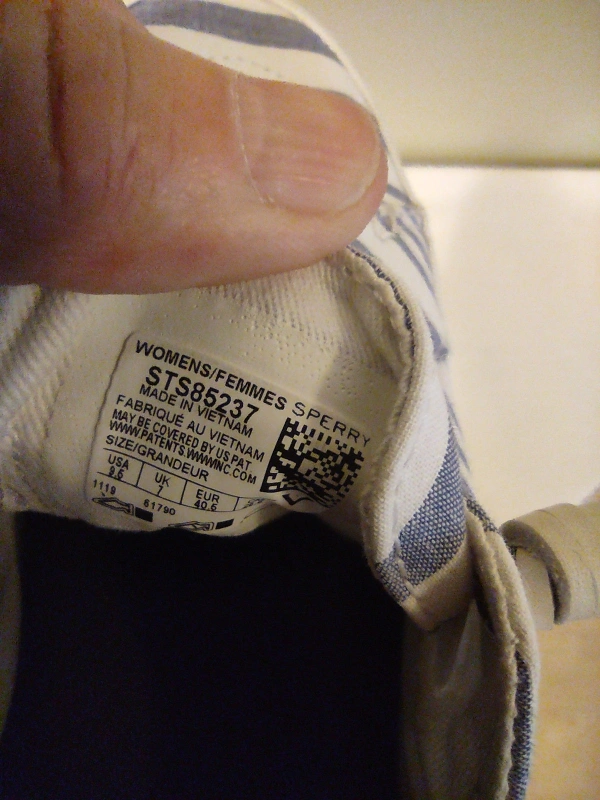 WOMENS/FEMMES
STS85237
MADE IN VIETNAM
SPERRY
FABRIQUÉ AU VIETNAM
MAY BE COVERED BY US PAT
WWW.PATENTS.WWWINC.COM
SIZE/GRANDEUR
USA UK EUR
9.5 7 40.5
1119 61790